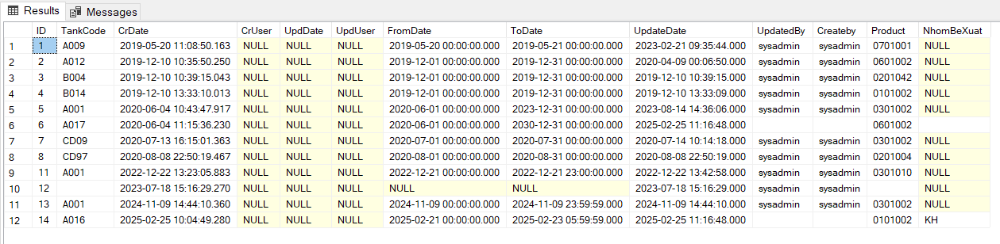 Results Messages
ID TankCode CrDate CrUser UpdDate UpdUser FromDate ToDate UpdateDate UpdatedBy Createby Product NhomBeXuat
1 1 A009 2019-05-20 11:08:50.163 NULL NULL NULL 2019-05-20 00:00:00.000 2019-05-21 00:00:00.000 2023-02-21 09:35:44.000 sysadmin sysadmin 0701001 NULL
2 2 A012 2019-12-10 10:35:50.250 NULL NULL NULL 2019-12-01 00:00:00.000 2019-12-31 00:00:00.000 2020-04-09 00:06:50.000 sysadmin sysadmin 0601002 NULL
3 3 B004 2019-12-10 10:39:15.043 NULL NULL NULL 2019-12-01 00:00:00.000 2019-12-31 00:00:00.000 2019-12-10 10:39:15.000 sysadmin sysadmin 0201042 NULL
4 4 B014 2019-12-10 13:33:10.013 NULL NULL NULL 2019-12-01 00:00:00.000 2019-12-31 00:00:00.000 2019-12-10 13:33:09.000 sysadmin sysadmin 0101002 NULL
5 5 A001 2020-06-04 10:43:47.917 NULL NULL NULL 2020-06-01 00:00:00.000 2023-12-31 00:00:00.000 2023-08-14 14:36:06.000 sysadmin sysadmin 0301002 NULL
6 6 A017 2020-06-04 11:15:36.230 NULL NULL NULL 2020-06-01 00:00:00.000 2030-12-31 00:00:00.000 2025-02-25 11:16:48.000 0601002
7 7 CD09 2020-07-13 16:15:01.363 NULL NULL NULL 2020-07-01 00:00:00.000 2020-07-31 00:00:00.000 2020-07-14 10:14:18.000 sysadmin sysadmin 0301002 NULL
8 8 CD97 2020-08-08 22:50:19.467 NULL NULL NULL 2020-08-01 00:00:00.000 2020-08-31 00:00:00.000 2020-08-08 22:50:19.000 sysadmin sysadmin 0201004 NULL
9 11 A001 2022-12-22 13:23:05.883 NULL NULL NULL 2022-12-21 00:00:00.000 2022-12-21 23:00:00.000 2022-12-22 13:42:58.000 sysadmin sysadmin 0301010 NULL
10 12 2023-07-18 15:16:29.270 NULL NULL NULL NULL NULL 2023-07-18 15:16:29.000 sysadmin sysadmin NULL
11 13 A001 2024-11-09 14:44:10.360 NULL NULL NULL 2024-11-09 00:00:00.000 2024-11-09 23:59:59.000 2024-11-09 14:44:10.000 sysadmin sysadmin 0301002 NULL
12 14 A016 2025-02-25 10:04:49.280 NULL NULL NULL 2025-02-21 00:00:00.000 2025-02-23 05:59:59.000 2025-02-25 11:16:48.000 0101002 KH